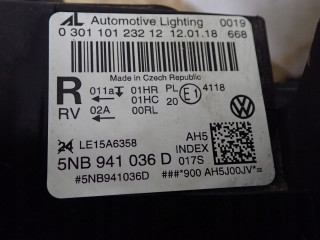 AL Automotive Lighting 0019
0 301 101 232 12 12.01.18 668
Made in Czech Republic
R 011a 01HR PL E1 4118
01HC 20
RV 02A 00RL
24 LE15A6358 AH5
5NB 941 036 D INDEX
017S
#5NB941036D ###*900 AH5J00JV*=